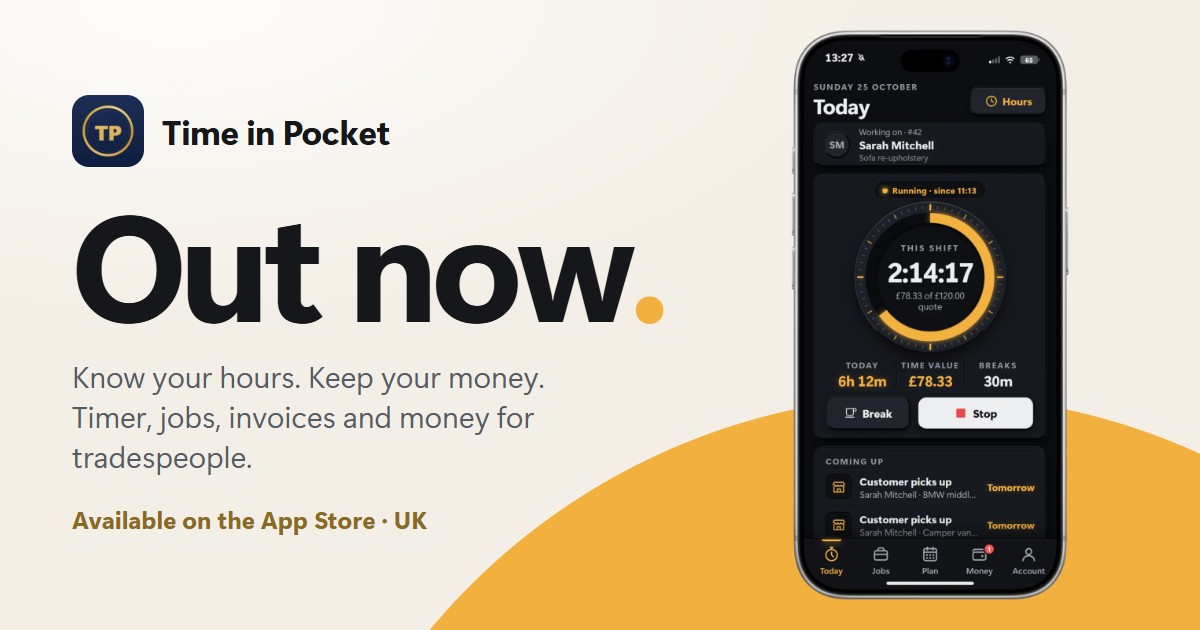 TP
Time in Pocket
Out now.
Know your hours. Keep your money.
Timer, jobs, invoices and money for
tradespeople.
Available on the App Store · UK
13:27
65
SUNDAY 25 OCTOBER
Today
Hours
SM
Working on · #42
Sarah Mitchell
Sofa re-upholstery
Running · since 11:13
THIS SHIFT
2:14:17
£78.33 of £120.00
quote
TODAY
6h 12m
TIME VALUE
£78.33
BREAKS
30m
Break
Stop
COMING UP
Customer picks up
Sarah Mitchell · BMW middl...
Tomorrow
Customer picks up
Sarah Mitchell · Camper van...
Tomorrow
Today
Jobs
Plan
1
Money
Account